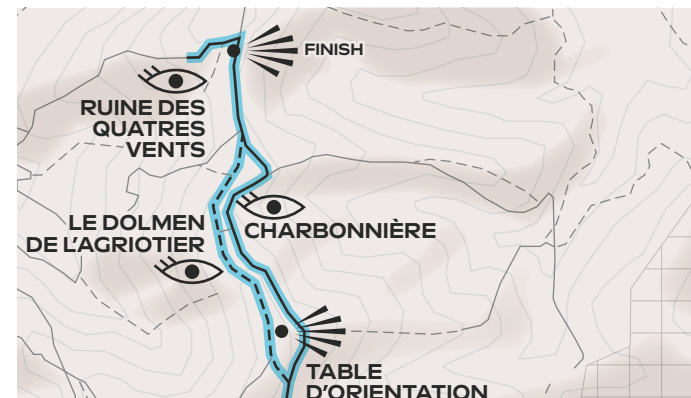 FINISH
RUINE DES
QUATRES
VENTS
LE DOLMEN
DE L'AGRIOTIER
CHARBONNIÈRE
TABLE
D'ORIENTATION